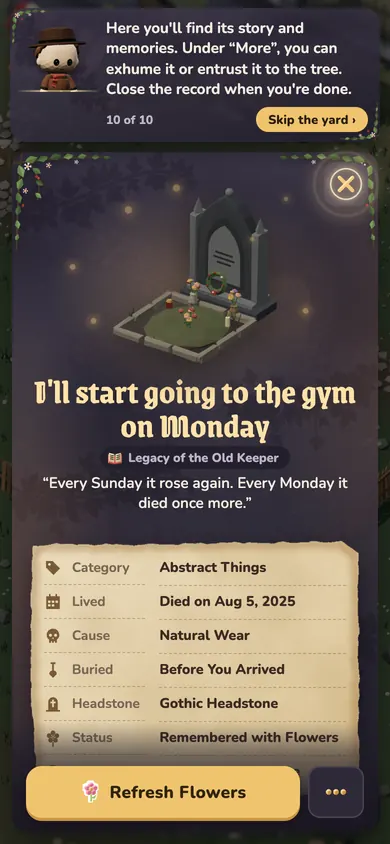 Here you'll find its story and
memories. Under “More”, you can
exhume it or entrust it to the tree.
Close the record when you're done.
10 of 10
Skip the yard ›
I'll start going to the gym
on Monday
Legacy of the Old Keeper
“Every Sunday it rose again. Every Monday it
died once more.”
Category Abstract Things
Lived Died on Aug 5, 2025
Cause Natural Wear
Buried Before You Arrived
Headstone Gothic Headstone
Status Remembered with Flowers
Refresh Flowers